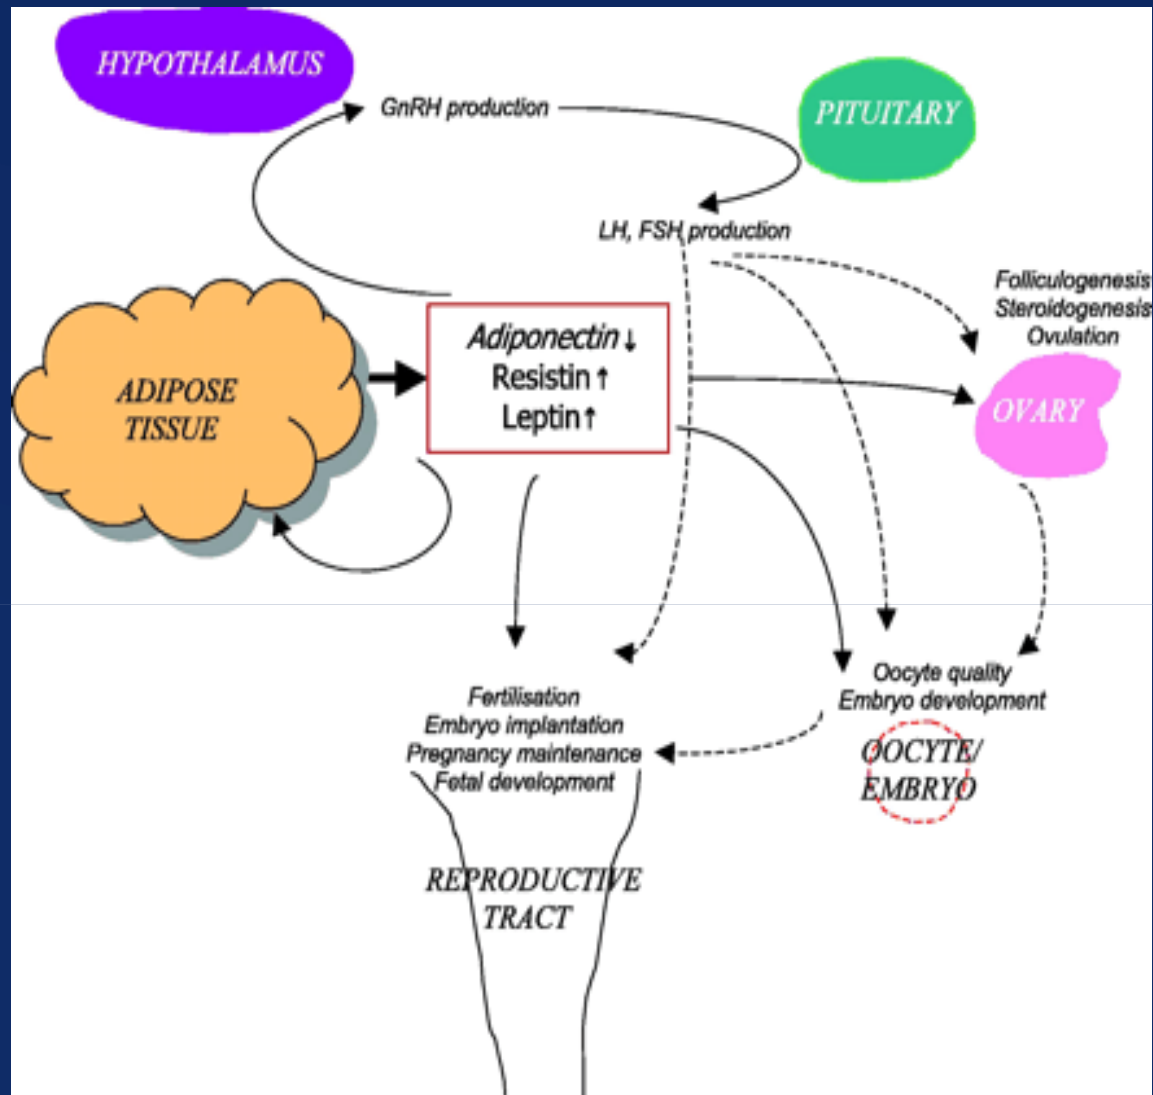 HYPOTHALAMUS
GnRH production
PITUITARY
LH, FSH production
Folliculogenesis
Steroidogenesis
Ovulation
Adiponectin ↓
Resistin ↑
Leptin ↑
ADIPOSE
TISSUE
OVARY
Oocyte quality
Embryo development
OOCYTE/
EMBRYO
Fertilisation
Embryo implantation
Pregnancy maintenance
Fetal development
REPRODUCTIVE
TRACT